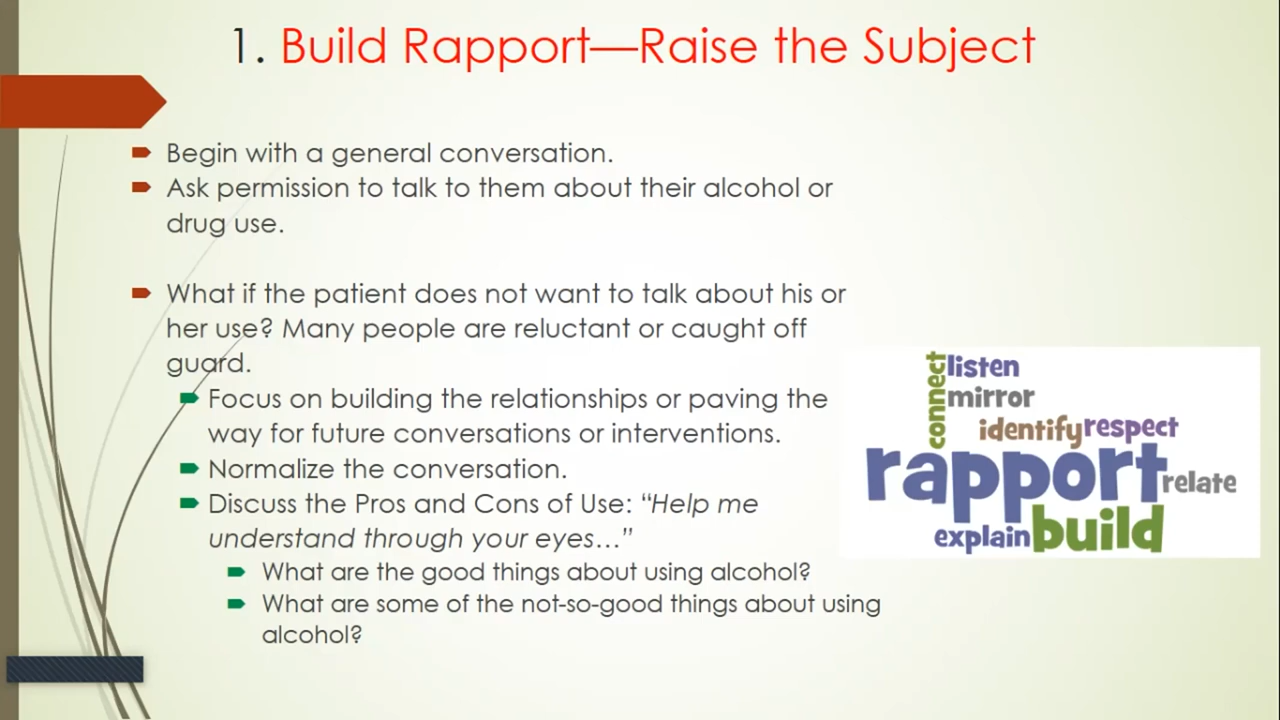 1. Build Rapport—Raise the Subject
Begin with a general conversation.
Ask permission to talk to them about their alcohol or
drug use.
What if the patient does not want to talk about his or
her use? Many people are reluctant or caught off
guard.
Focus on building the relationships or paving the
way for future conversations or interventions.
Normalize the conversation.
Discuss the Pros and Cons of Use: “Help me
understand through your eyes…”
What are the good things about using alcohol?
What are some of the not-so-good things about using
alcohol?
connect
listen
mirror
identify respect
rapport relate
explain build